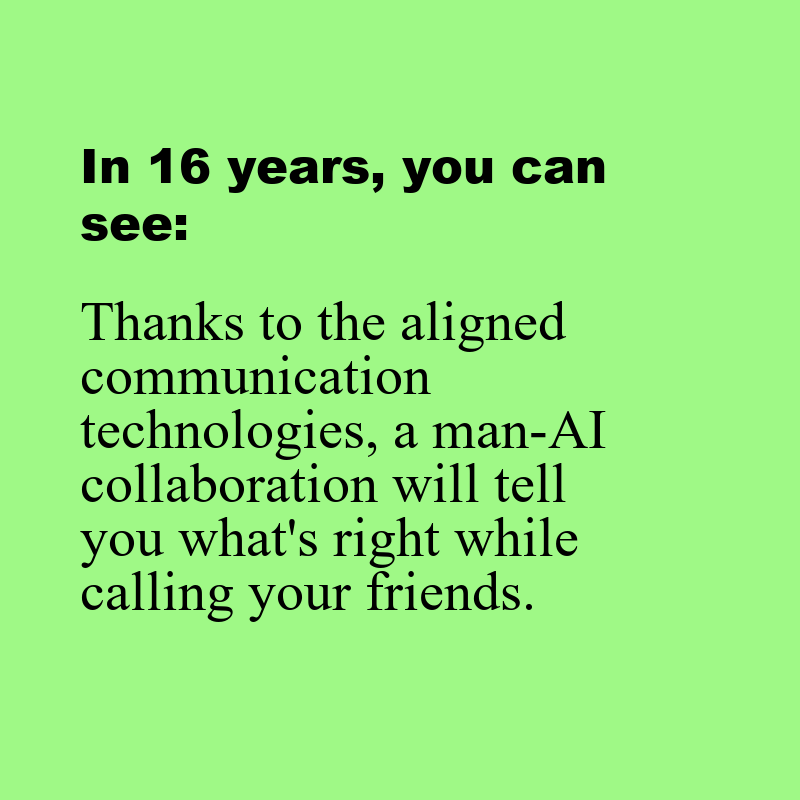 In 16 years, you can
see:
Thanks to the aligned
communication
technologies, a man-AI
collaboration will tell
you what's right while
calling your friends.